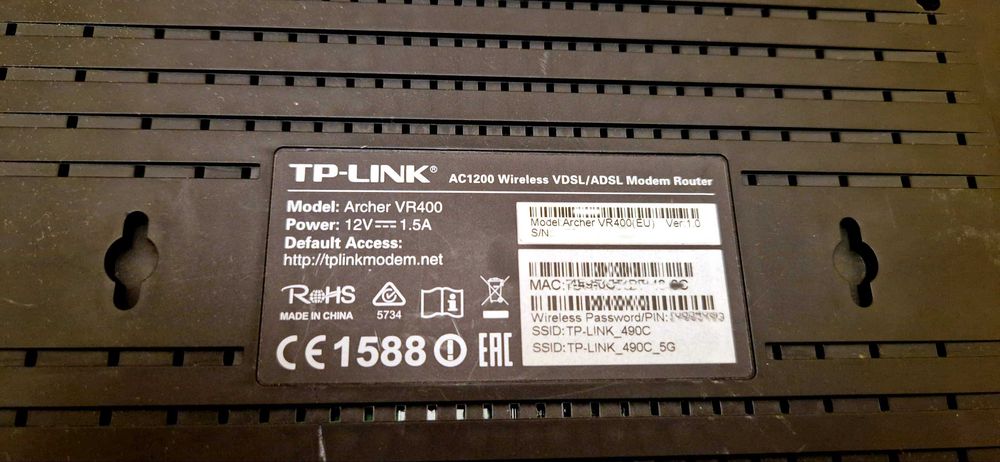 TP-LINK® AC1200 Wireless VDSL/ADSL Modem Router
Model: Archer VR400
Power: 12V⎓1.5A
Default Access:
http://tplinkmodem.net
RoHS
MADE IN CHINA
5734
CE1588
EAC
Model:Archer VR400(EU) Ver:1.0
S/N:
MAC:
Wireless Password/PIN:
SSID:TP-LINK_490C
SSID:TP-LINK_490C_5G